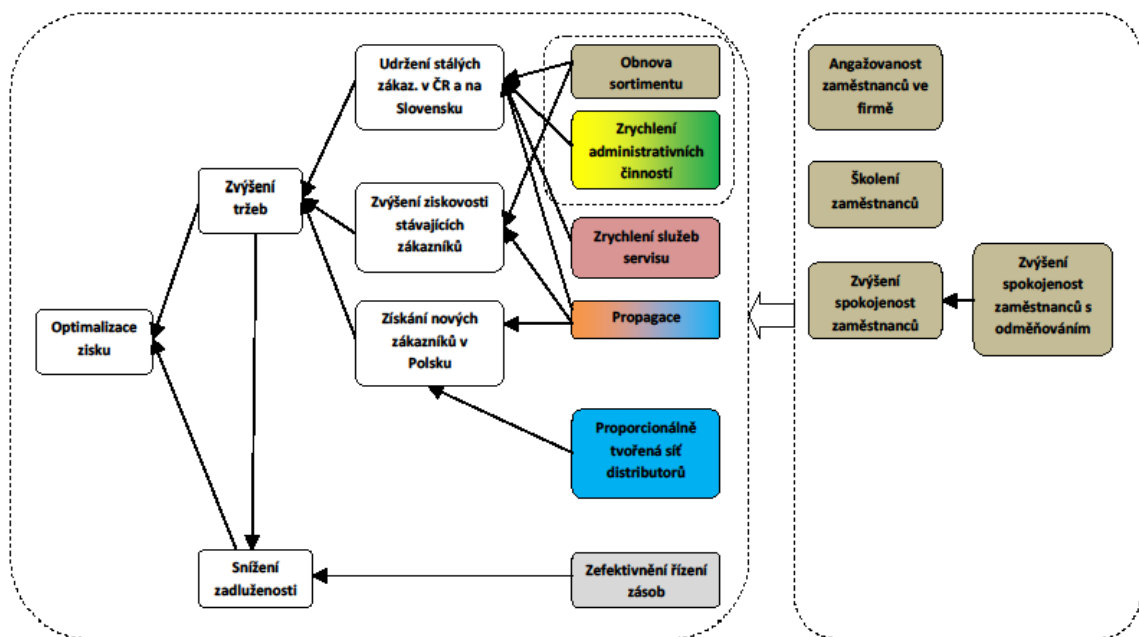 Udržení stálých
zákaz. v ČR a na
Slovensku
Obnova
sortimentu
Angažovanost
zaměstnanců ve
firmě
Zrychlení
administrativních
činností
Zvýšení
tržeb
Zvýšení ziskovosti
stávajících
zákazníků
Školení
zaměstnanců
Zrychlení služeb
servisu
Zvýšení
spokojenost
zaměstnanců
Zvýšení
spokojenost
zaměstnanců s
odměňováním
Optimalizace
zisku
Získání nových
zákazníků v
Polsku
Propagace
Proporcionálně
tvořená síť
distributorů
Snížení
zadluženosti
Zefektivnění řízení
zásob